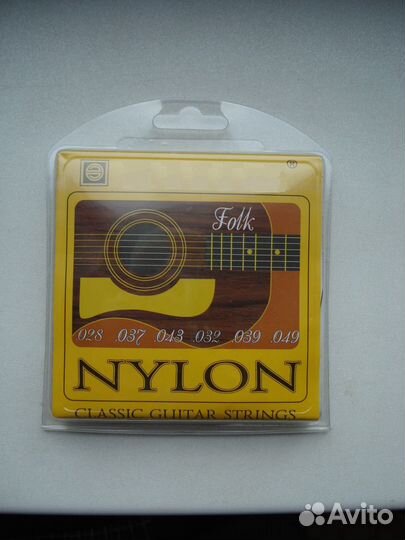 ®
Folk
.028 .037 .043 .032 .039 .049
NYLON
CLASSIC GUITAR STRINGS
Avito